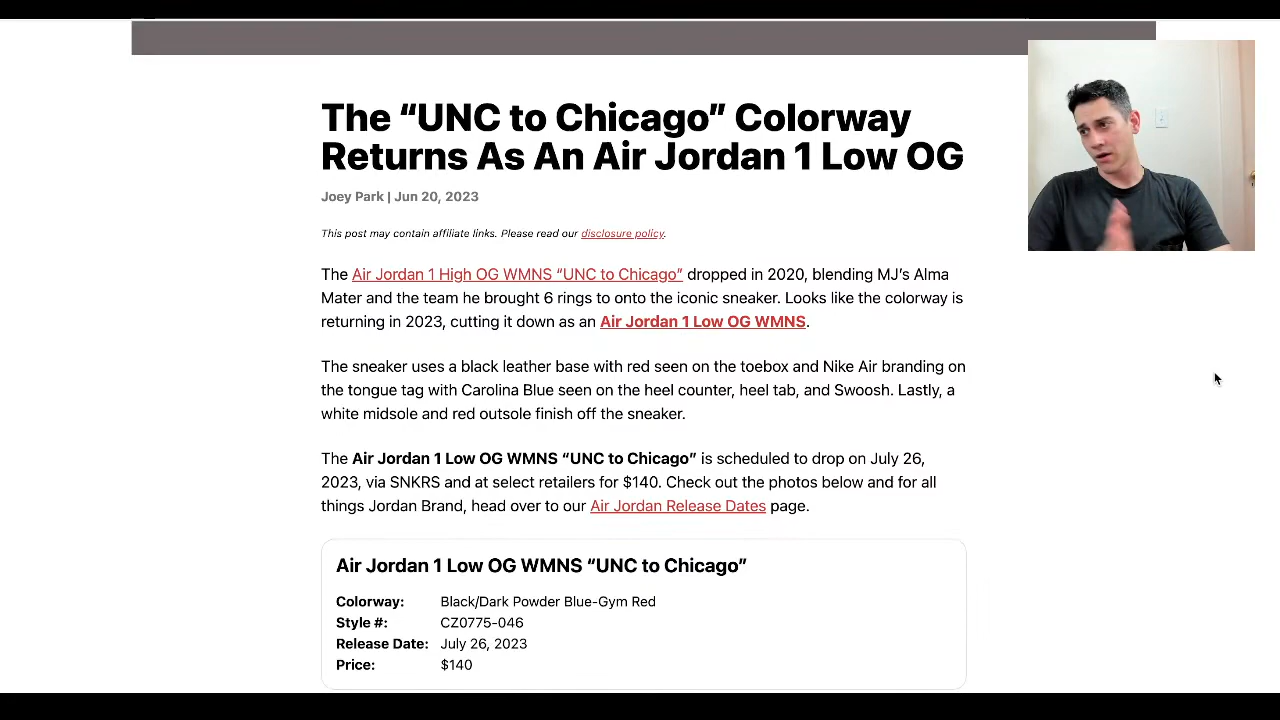 The “UNC to Chicago” Colorway
Returns As An Air Jordan 1 Low OG
Joey Park | Jun 20, 2023
This post may contain affiliate links. Please read our disclosure policy.
The Air Jordan 1 High OG WMNS “UNC to Chicago” dropped in 2020, blending MJ’s Alma
Mater and the team he brought 6 rings to onto the iconic sneaker. Looks like the colorway is
returning in 2023, cutting it down as an Air Jordan 1 Low OG WMNS.
The sneaker uses a black leather base with red seen on the toebox and Nike Air branding on
the tongue tag with Carolina Blue seen on the heel counter, heel tab, and Swoosh. Lastly, a
white midsole and red outsole finish off the sneaker.
The Air Jordan 1 Low OG WMNS “UNC to Chicago” is scheduled to drop on July 26,
2023, via SNKRS and at select retailers for $140. Check out the photos below and for all
things Jordan Brand, head over to our Air Jordan Release Dates page.
Air Jordan 1 Low OG WMNS “UNC to Chicago”
Colorway: Black/Dark Powder Blue-Gym Red
Style #: CZ0775-046
Release Date: July 26, 2023
Price: $140